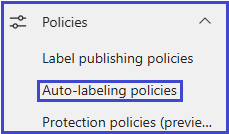 Policies
Label publishing policies
Auto-labeling policies
Protection policies (previe...